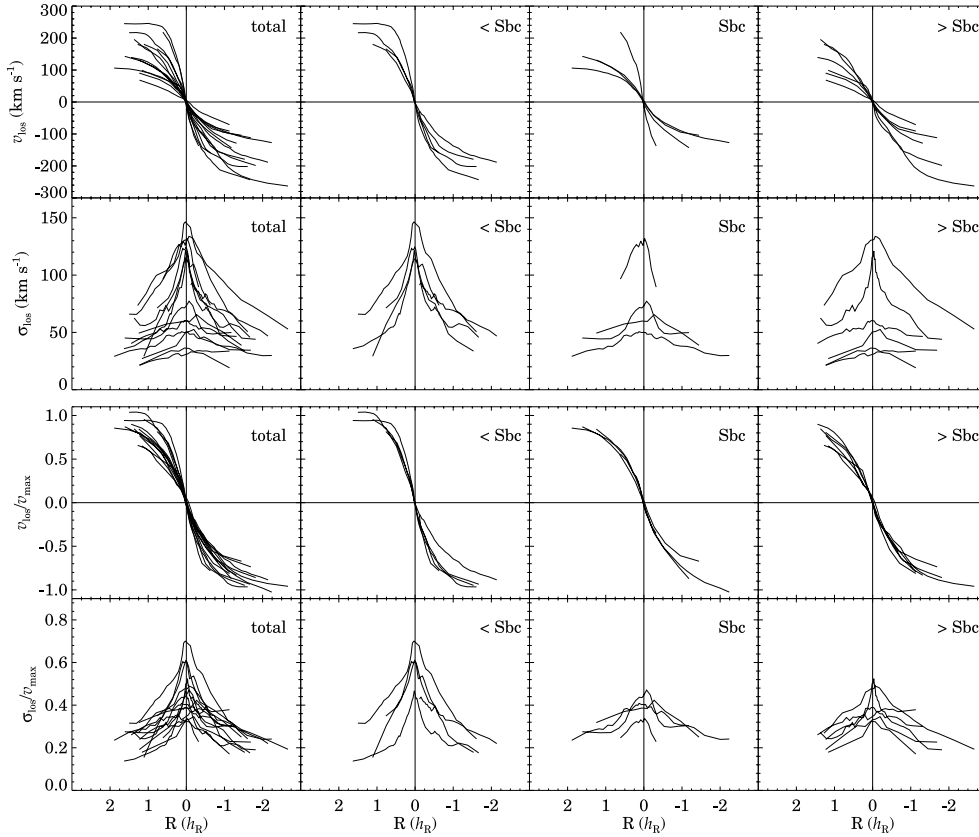 300 total < Sbc Sbc > Sbc
200
100
0
-100
-200
-300
v_los (km s⁻¹)
150 total < Sbc Sbc > Sbc
100
50
0
σ_los (km s⁻¹)
1.0 total < Sbc Sbc > Sbc
0.5
0.0
-0.5
-1.0
v_los/v_max
0.8 total < Sbc Sbc > Sbc
0.6
0.4
0.2
0.0
σ_los/v_max
2 1 0 -1 -2 2 1 0 -1 -2 2 1 0 -1 -2 2 1 0 -1 -2
R (h_R) R (h_R) R (h_R) R (h_R)